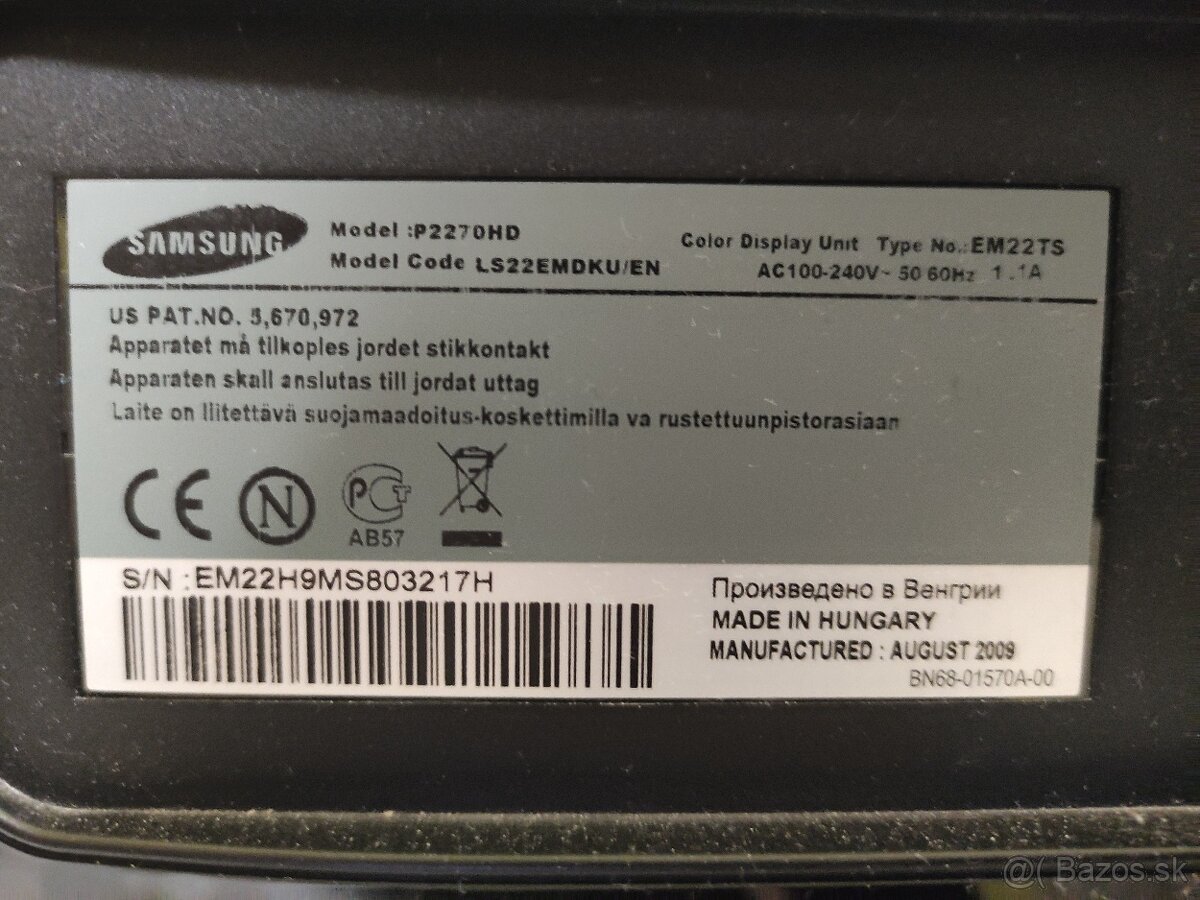 SAMSUNG
Model :P2270HD
Model Code LS22EMDKU/EN
Color Display Unit Type No.:EM22TS
AC100-240V~ 50 60Hz 1.1A
US PAT.NO. 5,670,972
Apparatet må tilkoples jordet stikkontakt
Apparaten skall anslutas till jordat uttag
Laite on liitettävä suojamaadoitus-koskettimilla va rustettuunpistorasiaan
CE N РСТ
АВ57
S/N :EM22H9MS803217H
Произведено в Венгрии
MADE IN HUNGARY
MANUFACTURED : AUGUST 2009
BN68-01570A-00
@( Bazos.sk